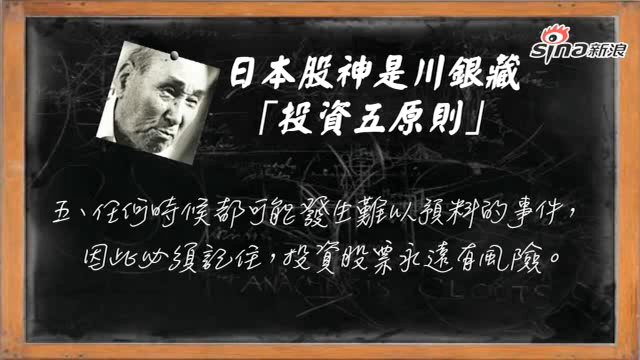 sina新浪
日本股神是川銀藏
「投資五原則」
五、任何時候都可能發生難以預料的事件，
因此必須記住，投資股票永遠有風險。